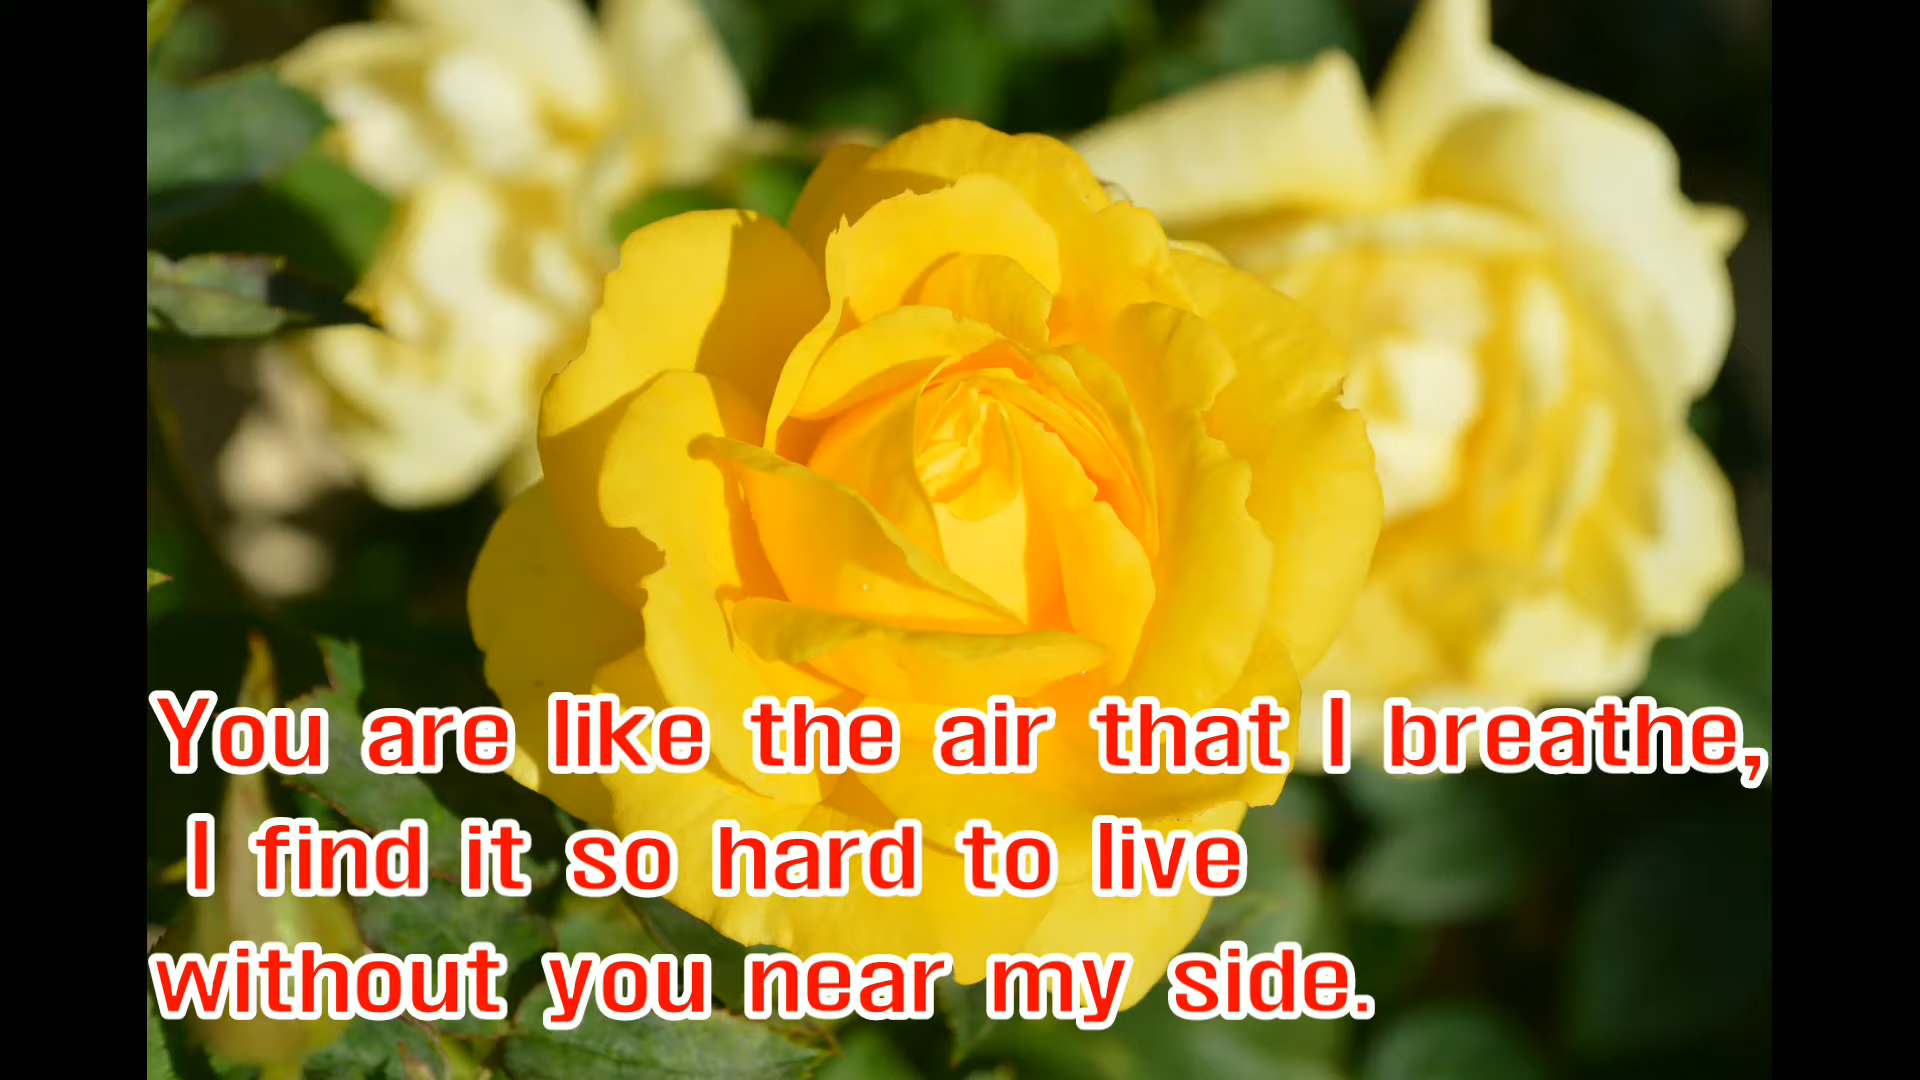 You are like the air that I breathe,
I find it so hard to live
without you near my side.